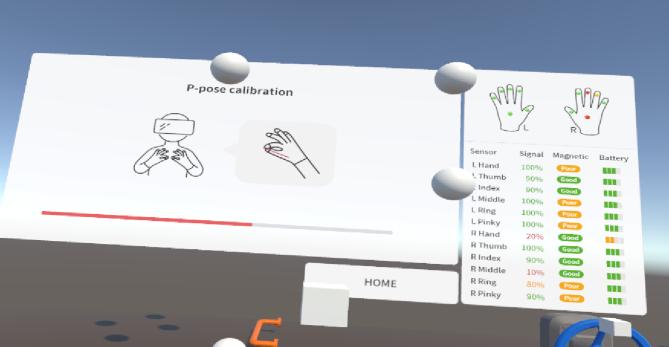 P-pose calibration
L R
Sensor Signal Magnetic Battery
L Hand 100% Poor
L Thumb 50% Good
L Index 90% Good
L Middle 100% Poor
L Ring 100% Poor
L Pinky 100% Poor
R Hand 20% Good
R Thumb 100% Good
R Index 90% Good
R Middle 10% Good
R Ring 80% Poor
R Pinky 90% Poor
HOME